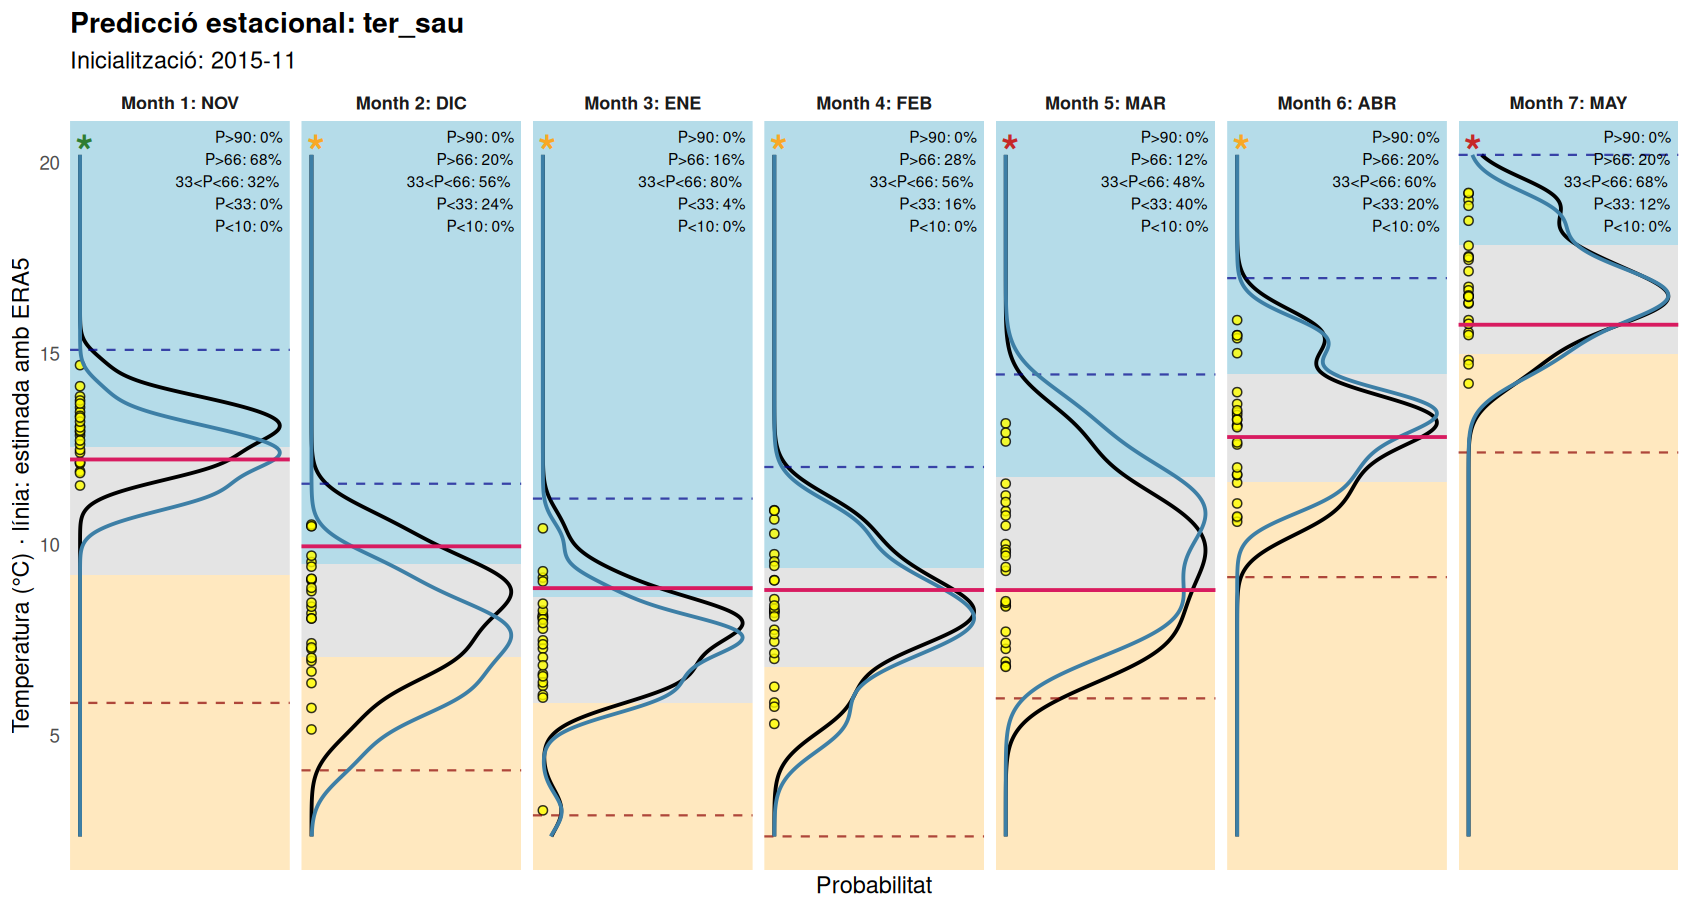 Predicció estacional: ter_sau
Inicialització: 2015-11
Month 1: NOV
Month 2: DIC
Month 3: ENE
Month 4: FEB
Month 5: MAR
Month 6: ABR
Month 7: MAY
*
P>90: 0%
P>66: 68%
33<P<66: 32%
P<33: 0%
P<10: 0%
*
P>90: 0%
P>66: 20%
33<P<66: 56%
P<33: 24%
P<10: 0%
*
P>90: 0%
P>66: 16%
33<P<66: 80%
P<33: 4%
P<10: 0%
*
P>90: 0%
P>66: 28%
33<P<66: 56%
P<33: 16%
P<10: 0%
*
P>90: 0%
P>66: 12%
33<P<66: 48%
P<33: 40%
P<10: 0%
*
P>90: 0%
P>66: 20%
33<P<66: 60%
P<33: 20%
P<10: 0%
*
P>90: 0%
P>66: 20%
33<P<66: 68%
P<33: 12%
P<10: 0%
20
15
10
5
Temperatura (°C) · línia: estimada amb ERA5
Probabilitat